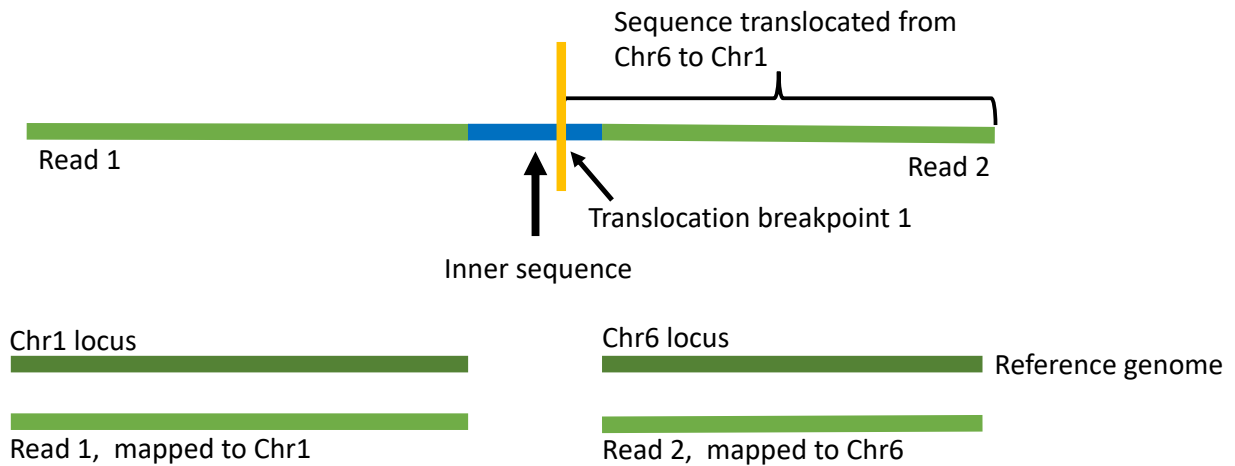 Sequence translocated from
Chr6 to Chr1
Read 1
Read 2
Translocation breakpoint 1
Inner sequence
Chr1 locus
Chr6 locus
Reference genome
Read 1, mapped to Chr1
Read 2, mapped to Chr6